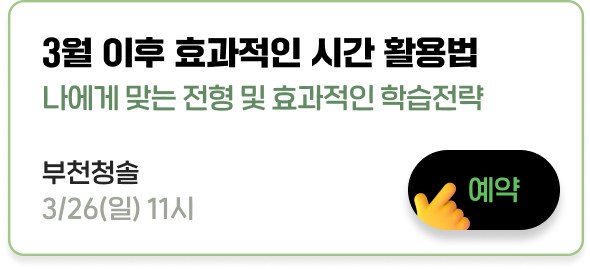 3월 이후 효과적인 시간 활용법
나에게 맞는 전형 및 효과적인 학습전략
부천청솔
3/26(일) 11시
예약